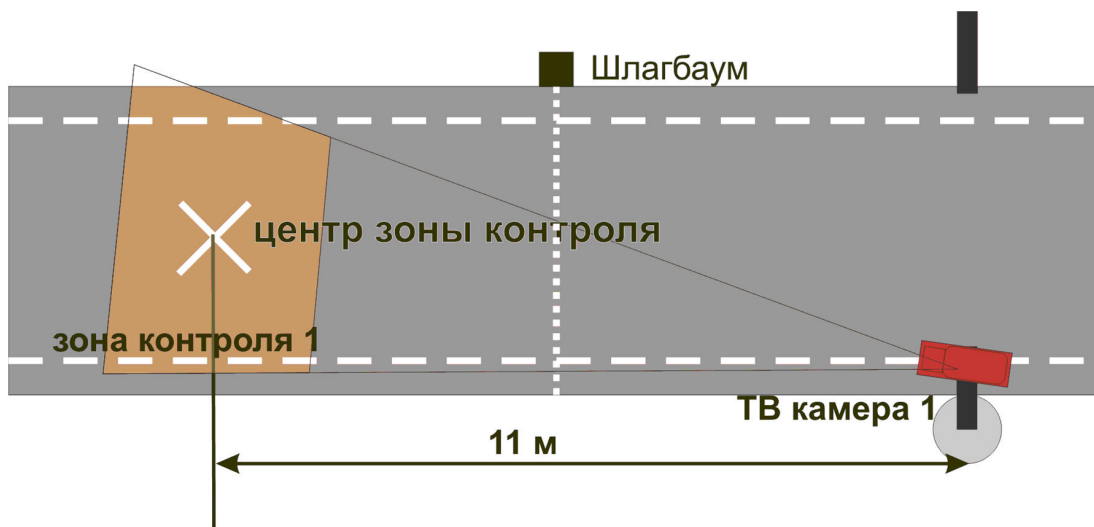 Шлагбаум
центр зоны контроля
зона контроля 1
ТВ камера 1
11 м